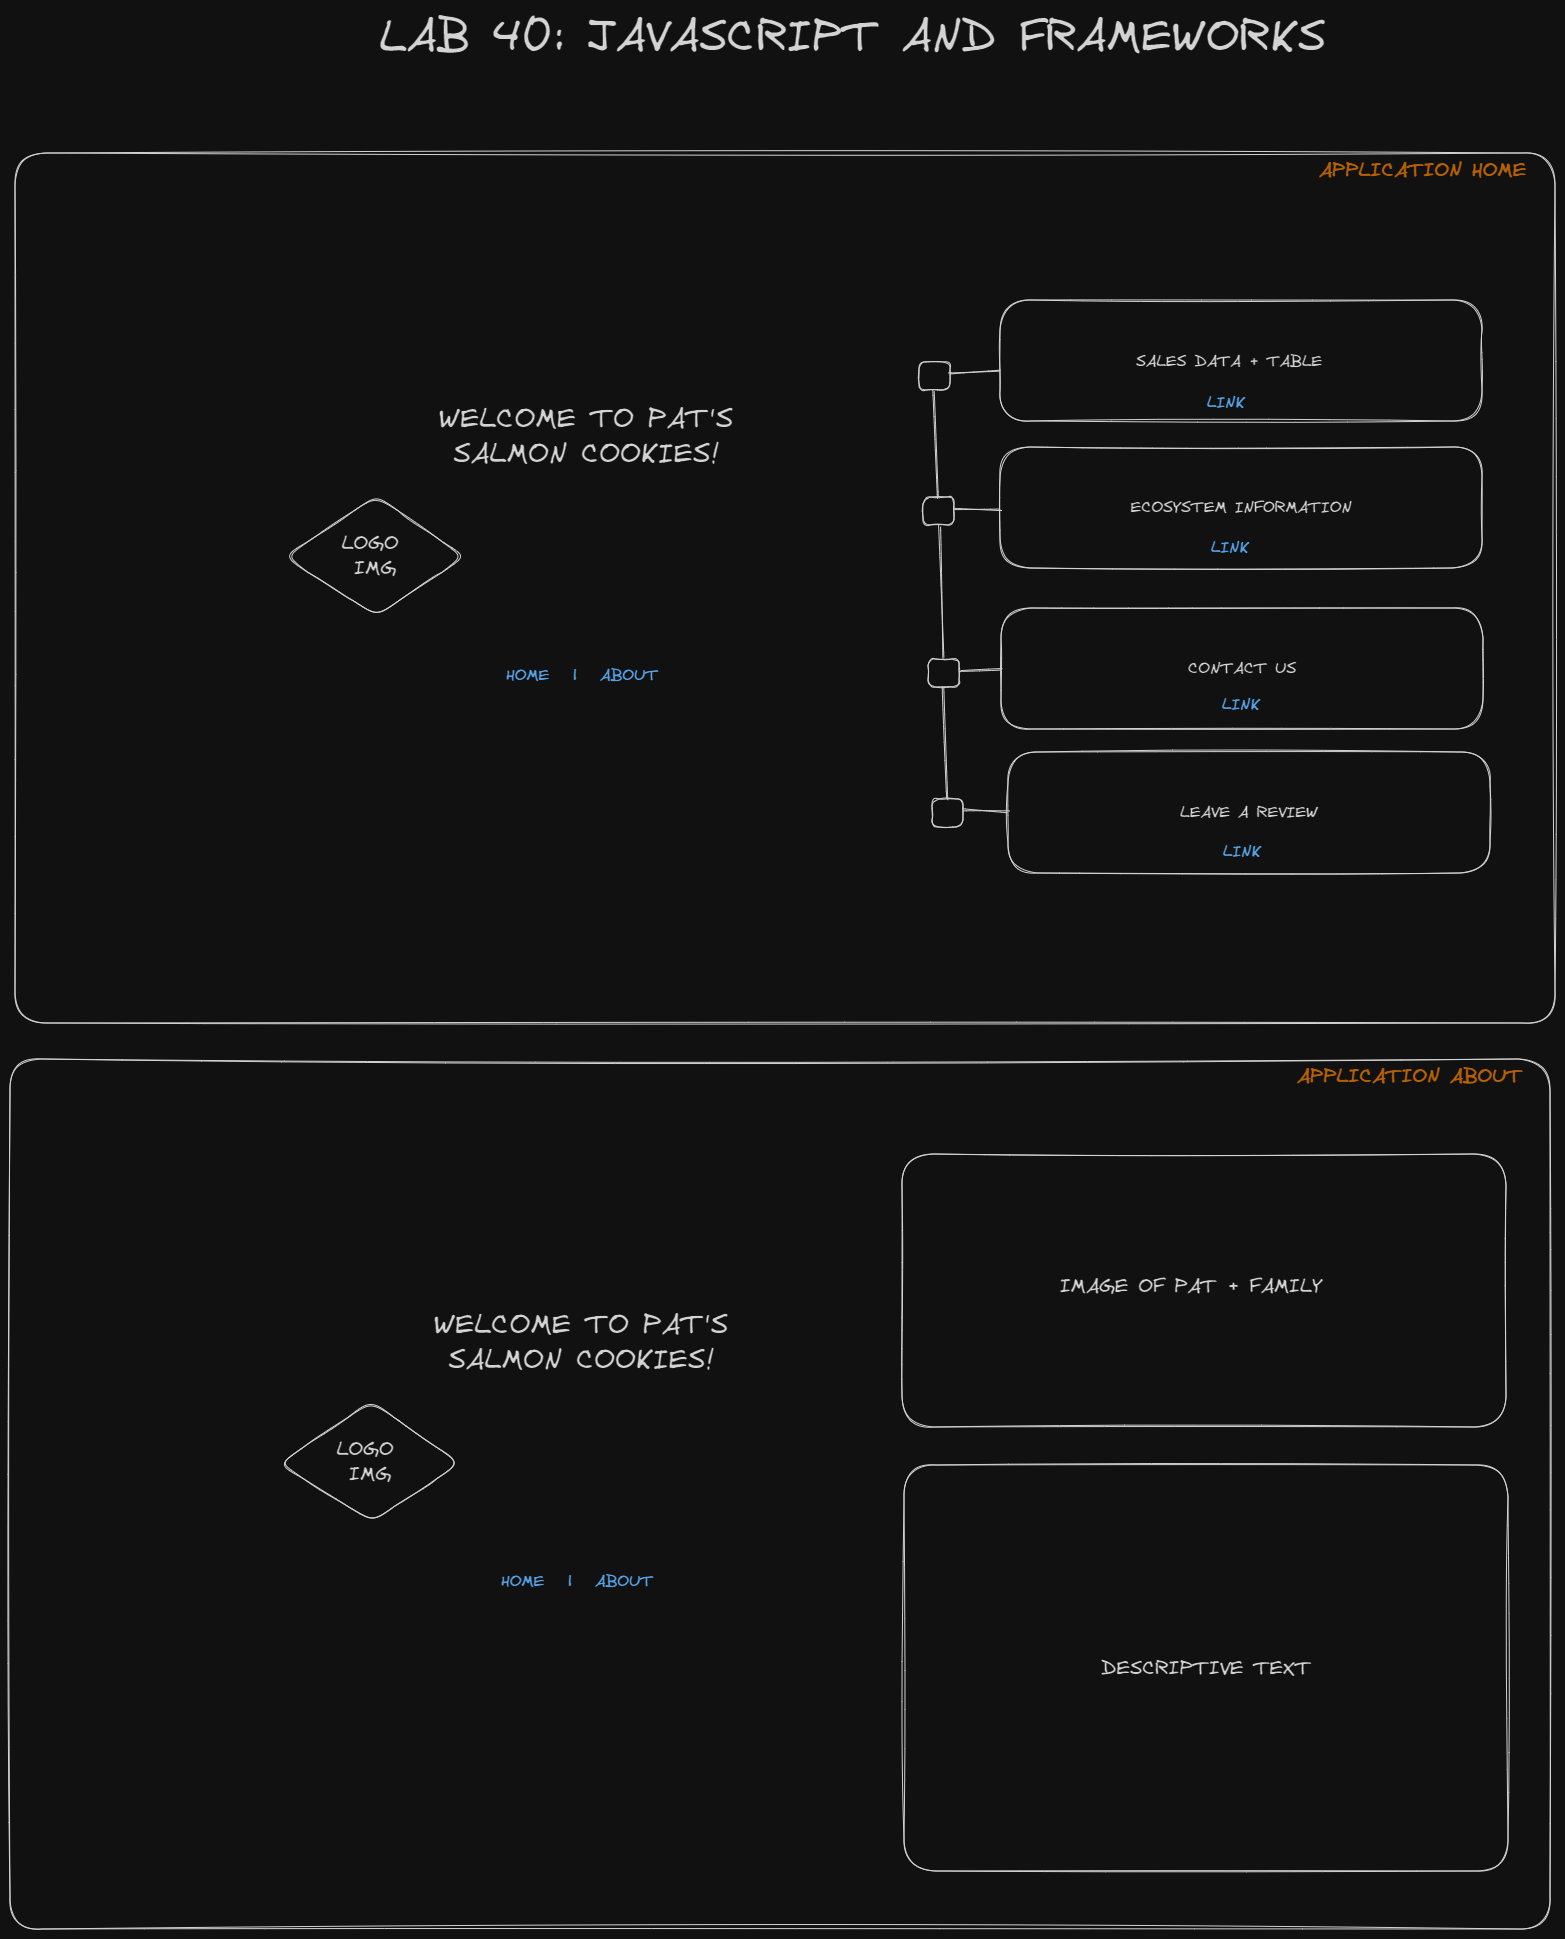 LAB 40: JAVASCRIPT AND FRAMEWORKS
APPLICATION HOME
WELCOME TO PAT'S
SALMON COOKIES!
LOGO
IMG
HOME | ABOUT
SALES DATA + TABLE
LINK
ECOSYSTEM INFORMATION
LINK
CONTACT US
LINK
LEAVE A REVIEW
LINK
APPLICATION ABOUT
WELCOME TO PAT'S
SALMON COOKIES!
LOGO
IMG
HOME | ABOUT
IMAGE OF PAT + FAMILY
DESCRIPTIVE TEXT